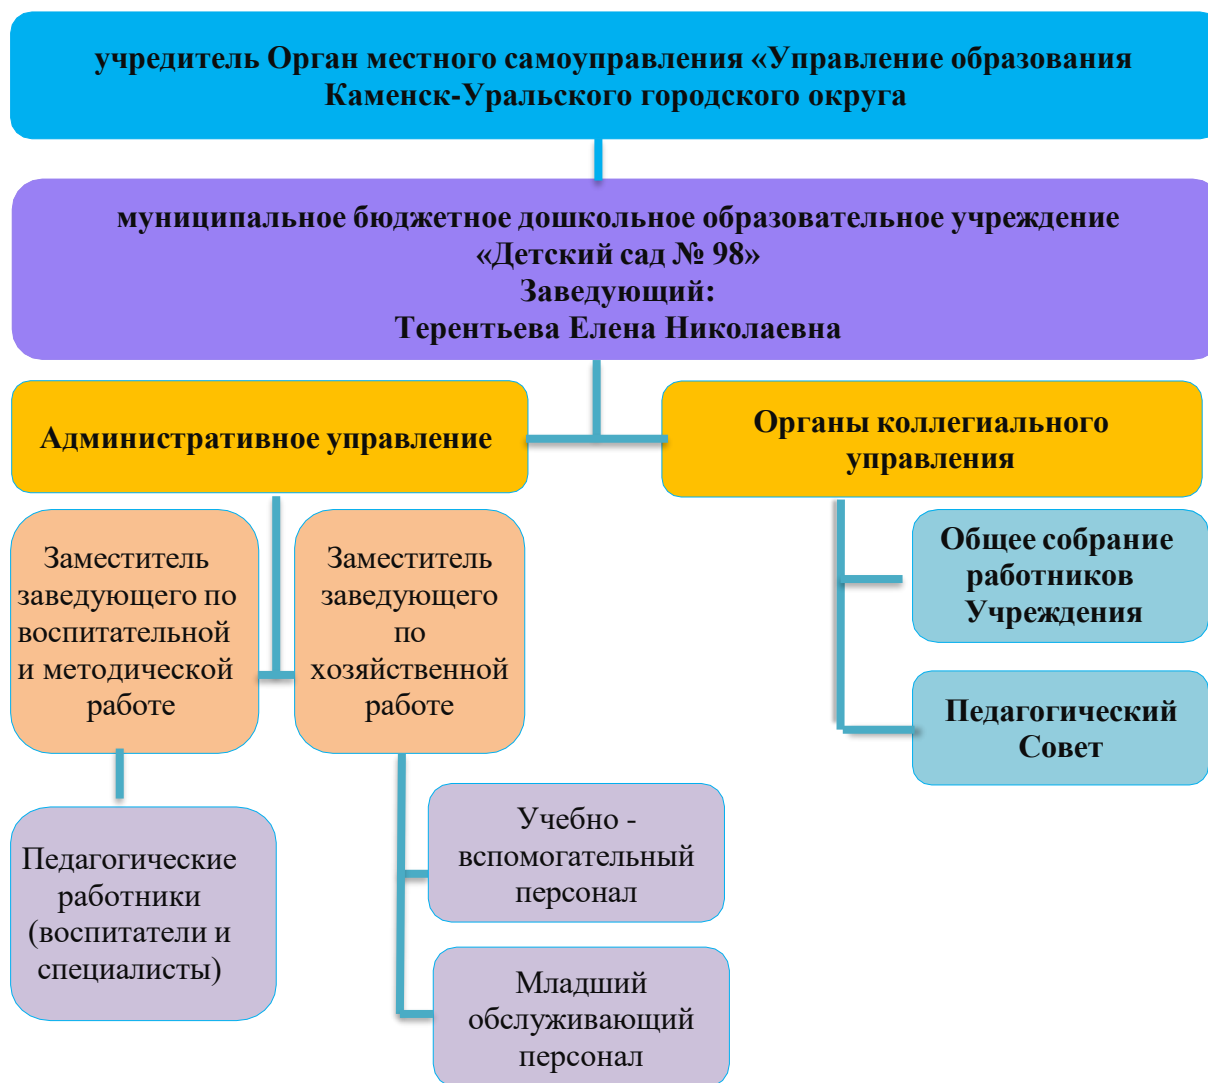 учредитель Орган местного самоуправления «Управление образования
Каменск-Уральского городского округа
муниципальное бюджетное дошкольное образовательное учреждение
«Детский сад № 98»
Заведующий:
Терентьева Елена Николаевна
Административное управление
Органы коллегиального
управления
Заместитель
заведующего по
воспитательной
и методической
работе
Заместитель
заведующего
по
хозяйственной
работе
Общее собрание
работников
Учреждения
Педагогический
Совет
Педагогические
работники
(воспитатели и
специалисты)
Учебно -
вспомогательный
персонал
Младший
обслуживающий
персонал